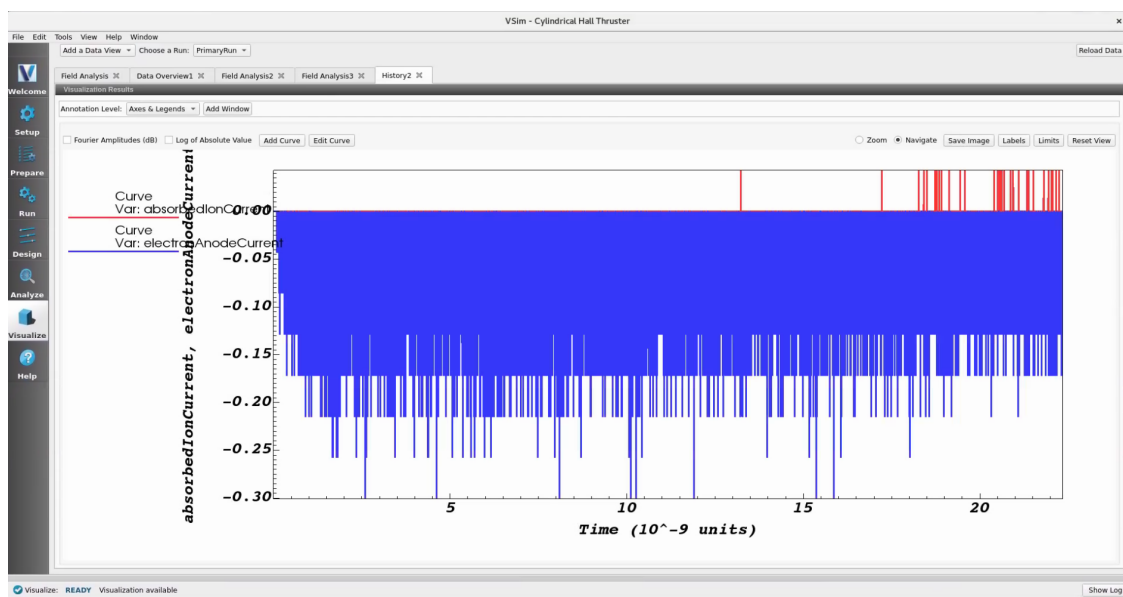 VSim - Cylindrical Hall Thruster ×
File Edit Tools View Help Window
Add a Data View Choose a Run: PrimaryRun Reload Data
Field Analysis Data Overview1 Field Analysis2 Field Analysis3 History2
Visualization Results
Annotation Level: Axes & Legends Add Window
Fourier Amplitudes (dB) Log of Absolute Value Add Curve Edit Curve Zoom Navigate Save Image Labels Limits Reset View
Welcome
Setup
Prepare
Run
Design
Analyze
Visualize
Help
Curve
Var: absorbedIonCurrent
Curve
Var: electronAnodeCurrent
absorbedIonCurrent, electronAnodeCurrent
0.00
-0.05
-0.10
-0.15
-0.20
-0.25
-0.30
5 10 15 20
Time (10^-9 units)
Visualize: READY Visualization available Show Log